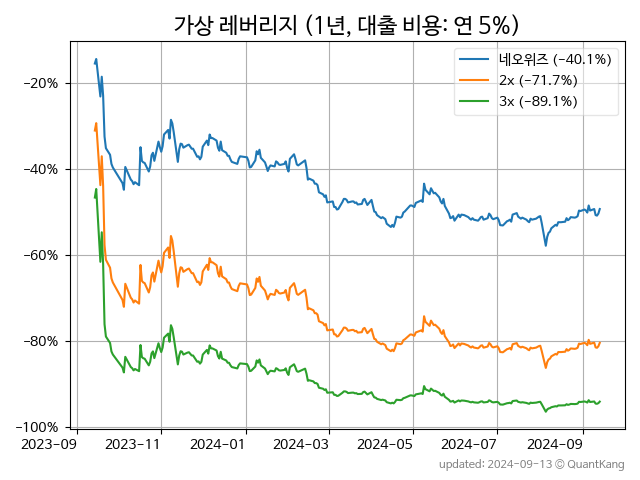 가상 레버리지 (1년, 대출 비용: 연 5%)
네오위즈 (−40.1%)
2x (−71.7%)
3x (−89.1%)
−20%
−40%
−60%
−80%
−100%
2023-09 2023-11 2024-01 2024-03 2024-05 2024-07 2024-09
updated: 2024-09-13 © QuantKang